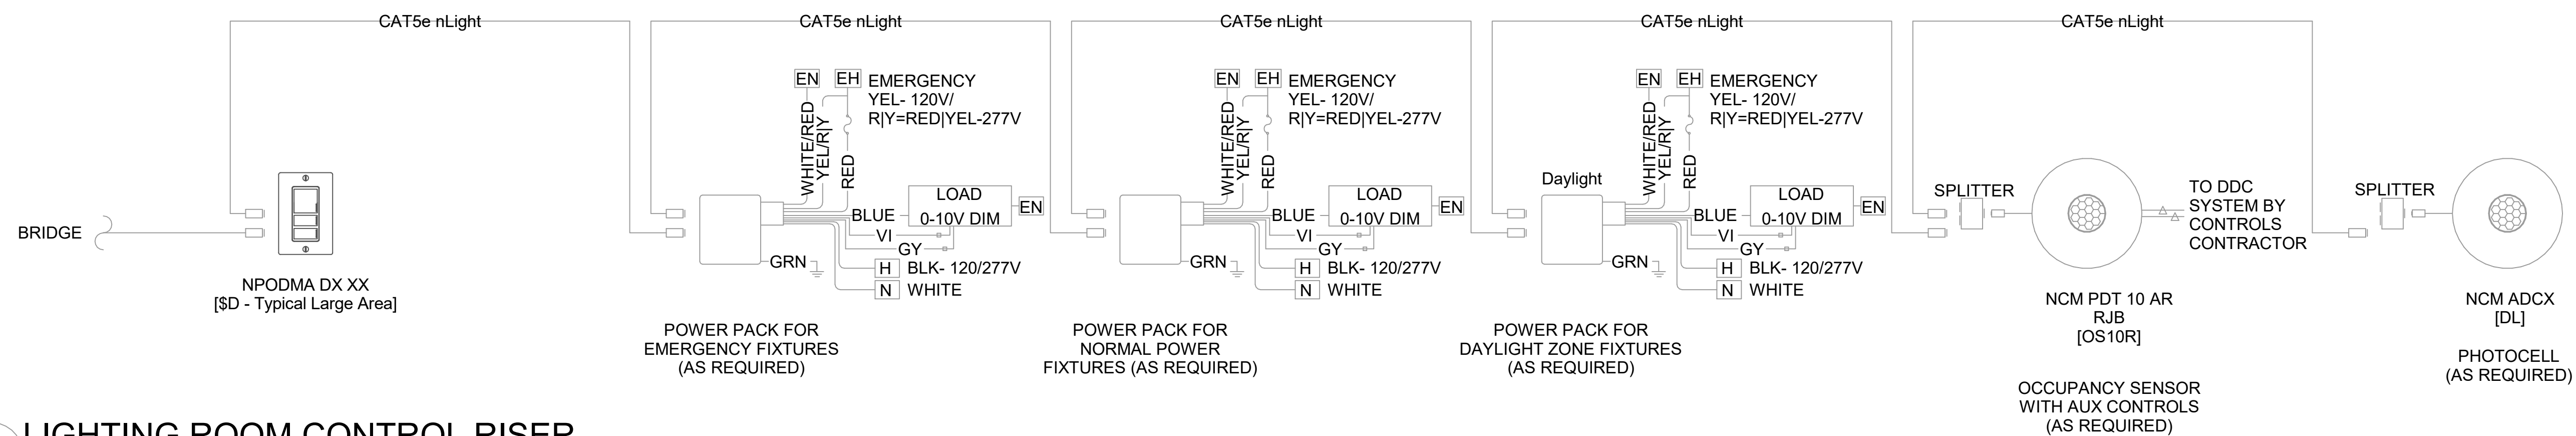 CAT5e nLight
CAT5e nLight
CAT5e nLight
CAT5e nLight
CAT5e nLight
BRIDGE
NPODMA DX XX
[$D - Typical Large Area]
EN
EH
EMERGENCY
YEL- 120V/
R|Y=RED|YEL-277V
WHITE/RED
YEL/R|Y
RED
LOAD
0-10V DIM
EN
BLUE
VI
GY
GRN
H
BLK- 120/277V
N
WHITE
POWER PACK FOR
EMERGENCY FIXTURES
(AS REQUIRED)
EN
EH
EMERGENCY
YEL- 120V/
R|Y=RED|YEL-277V
WHITE/RED
YEL/R|Y
RED
LOAD
0-10V DIM
EN
BLUE
VI
GY
GRN
H
BLK- 120/277V
N
WHITE
POWER PACK FOR
NORMAL POWER
FIXTURES (AS REQUIRED)
Daylight
EN
EH
EMERGENCY
YEL- 120V/
R|Y=RED|YEL-277V
WHITE/RED
YEL/R|Y
RED
LOAD
0-10V DIM
EN
BLUE
VI
GY
GRN
H
BLK- 120/277V
N
WHITE
POWER PACK FOR
DAYLIGHT ZONE FIXTURES
(AS REQUIRED)
SPLITTER
TO DDC
SYSTEM BY
CONTROLS
CONTRACTOR
NCM PDT 10 AR
RJB
[OS10R]
OCCUPANCY SENSOR
WITH AUX CONTROLS
(AS REQUIRED)
SPLITTER
NCM ADCX
[DL]
PHOTOCELL
(AS REQUIRED)
LIGHTING ROOM CONTROL RISER